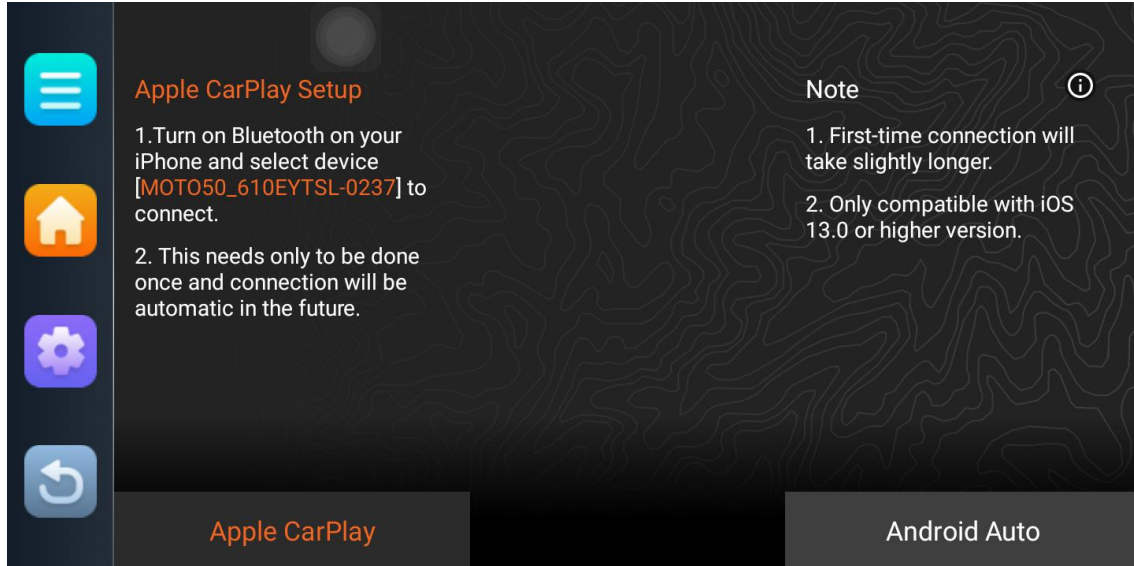 Apple CarPlay Setup
1.Turn on Bluetooth on your
iPhone and select device
[MOTO50_610EYTSL-0237] to
connect.
2. This needs only to be done
once and connection will be
automatic in the future.
Note
1. First-time connection will
take slightly longer.
2. Only compatible with iOS
13.0 or higher version.
Apple CarPlay
Android Auto